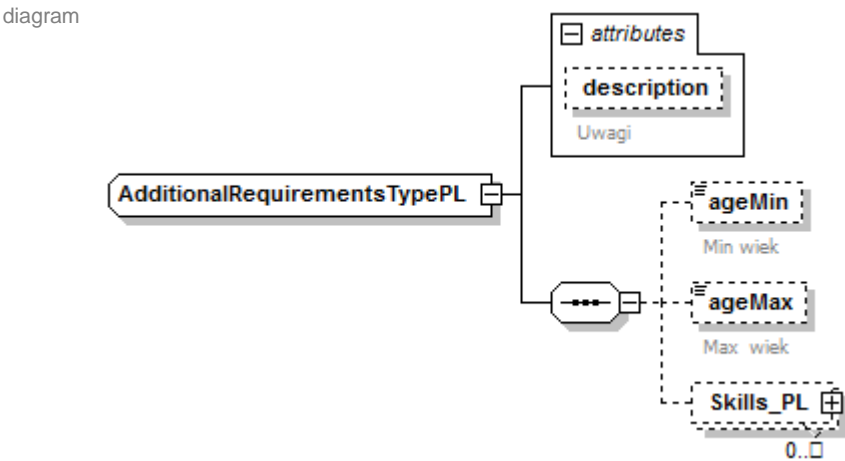 diagram
attributes
description
Uwagi
AdditionalRequirementsTypePL
ageMin
Min wiek
ageMax
Max wiek
Skills_PL
0..□